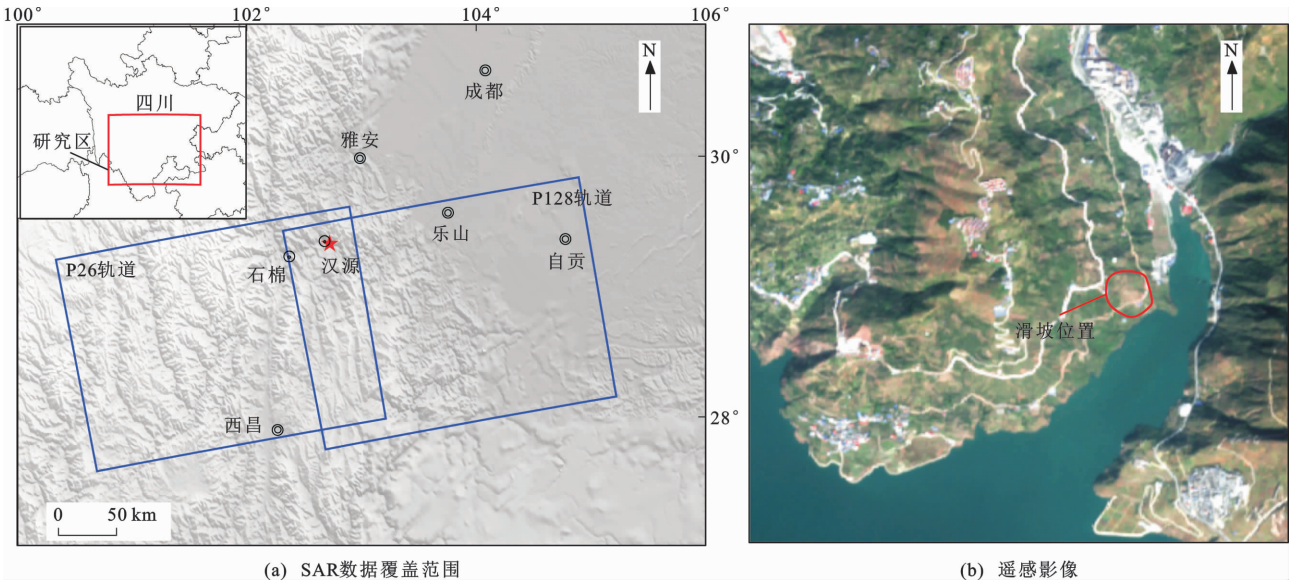 100°
102°
104°
106°
四川
研究区
N
成都
雅安
30°
P128轨道
乐山
自贡
P26轨道
石棉
汉源
西昌
28°
0 50 km
(a) SAR数据覆盖范围
N
滑坡位置
(b) 遥感影像